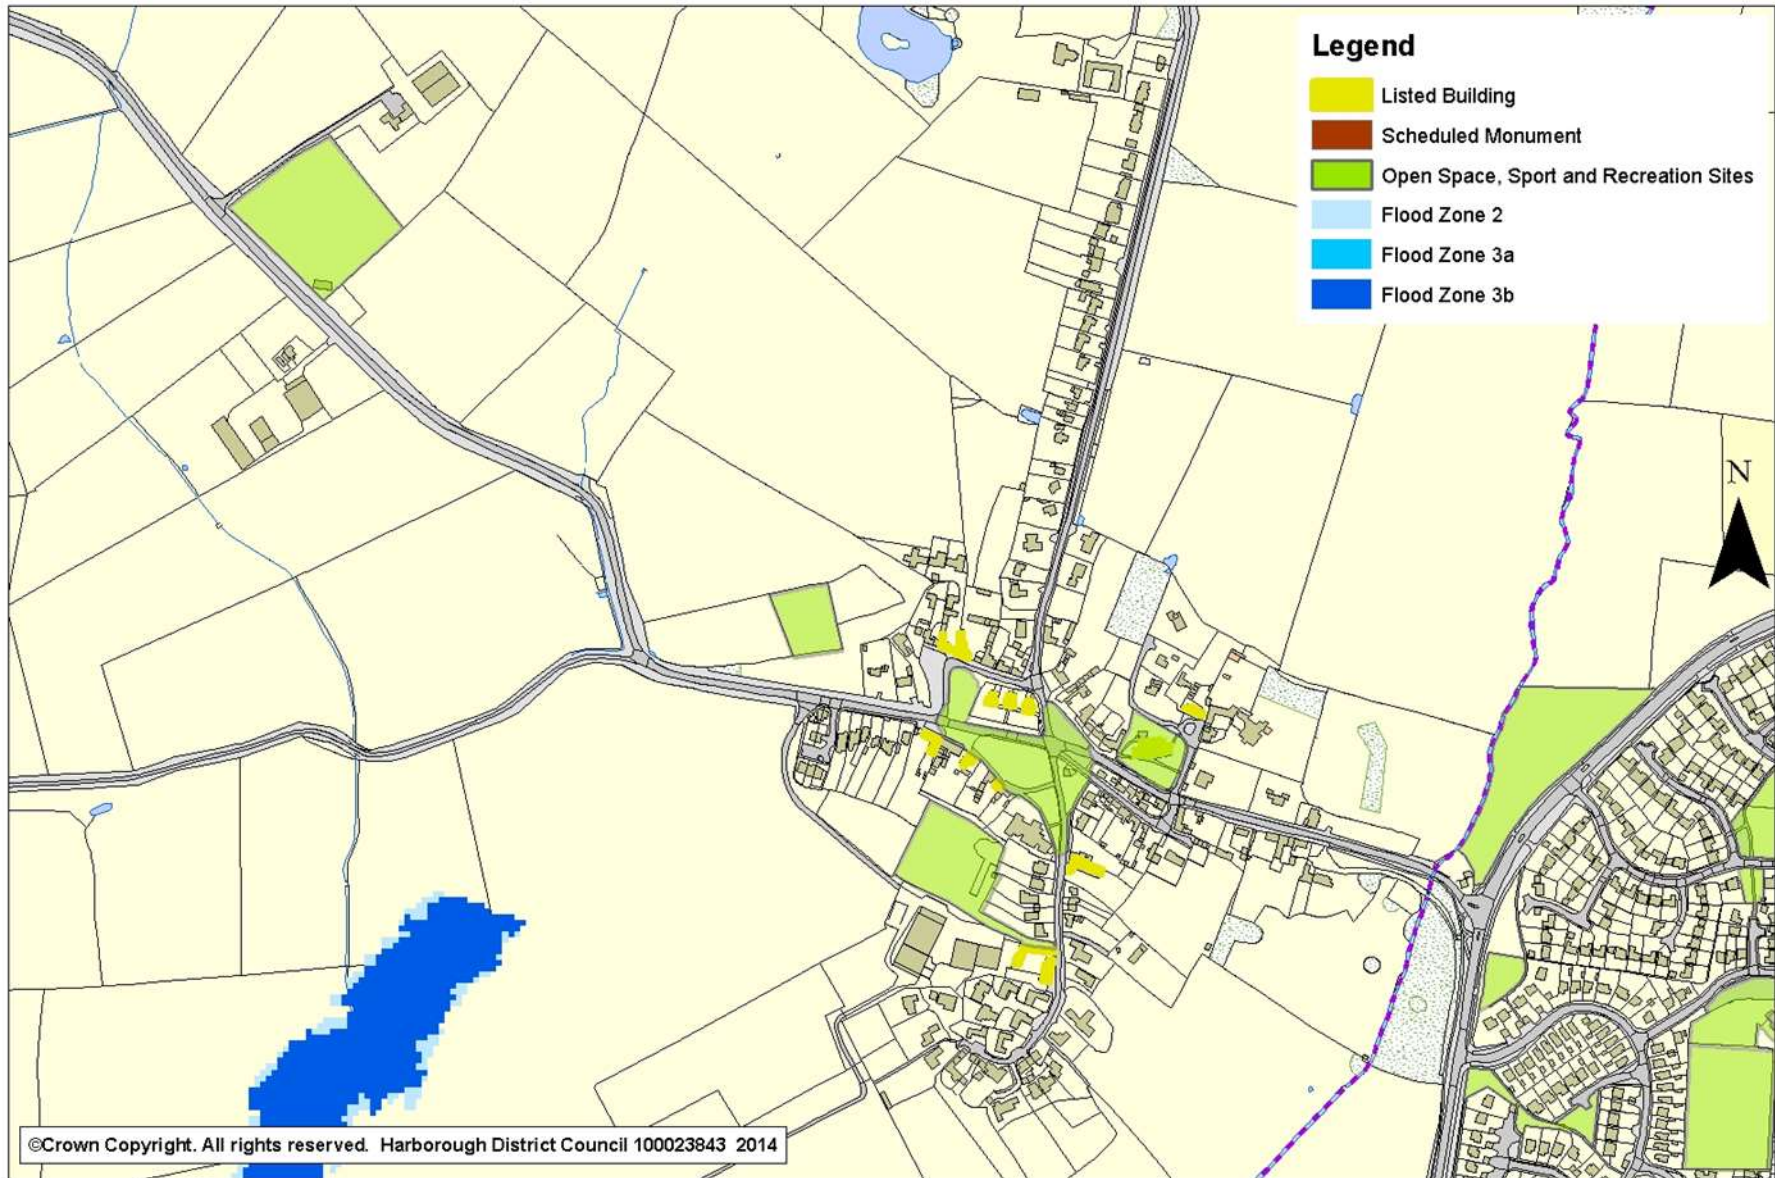 Legend
Listed Building
Scheduled Monument
Open Space, Sport and Recreation Sites
Flood Zone 2
Flood Zone 3a
Flood Zone 3b
N
©Crown Copyright. All rights reserved. Harborough District Council 100023843 2014